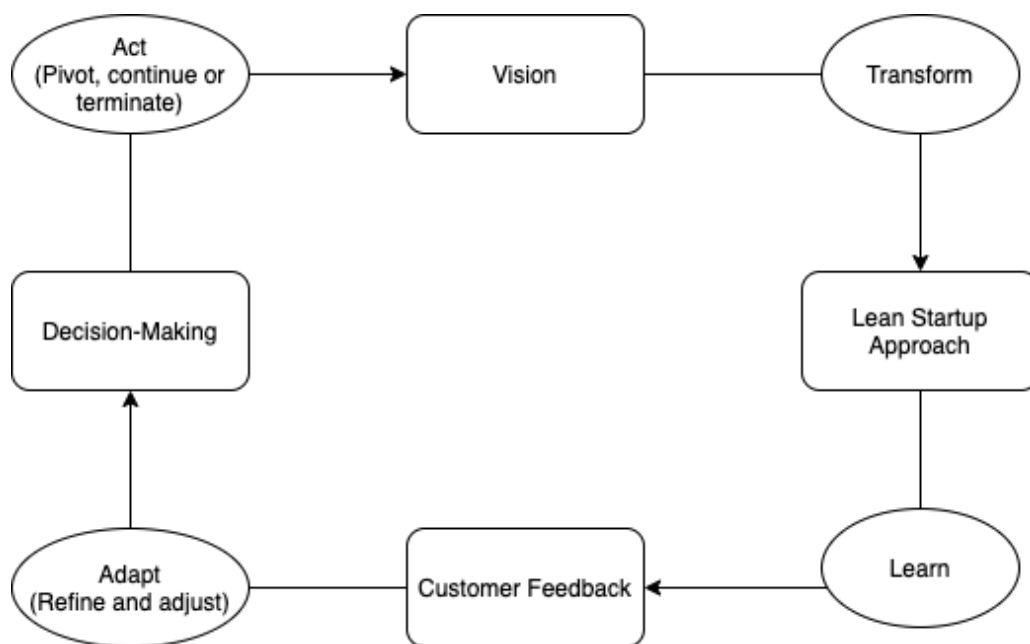 Act
(Pivot, continue or
terminate)
Vision
Transform
Decision-Making
Lean Startup
Approach
Adapt
(Refine and adjust)
Customer Feedback
Learn